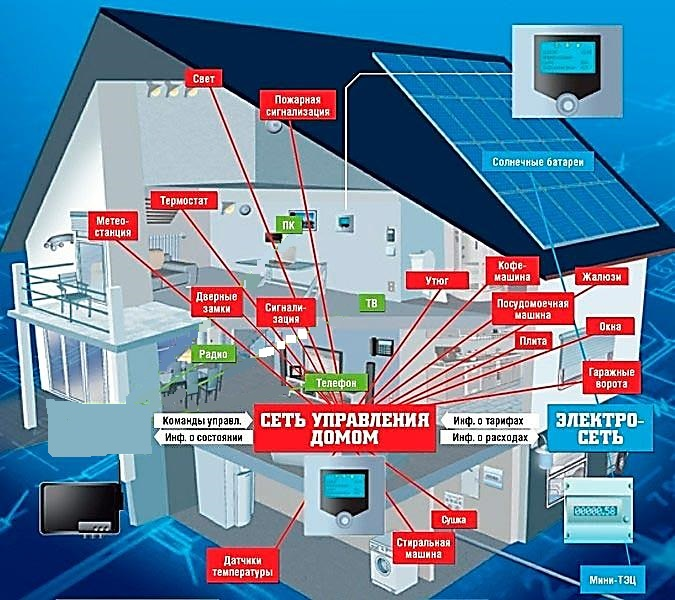 Свет
Пожарная
сигнализация
Солнечные батареи
Термостат
Метео-
станция
ПК
Утюг
Кофе-
машина
Жалюзи
Дверные
замки
Сигнали-
зация
ТВ
Посудомоечная
машина
Плита
Окна
Радио
Телефон
Гаражные
ворота
Команды управл.
Инф. о состоянии
СЕТЬ УПРАВЛЕНИЯ
ДОМОМ
Инф. о тарифах
Инф. о расходах
ЭЛЕКТРО-
СЕТЬ
00000.58
Сушка
Стиральная
машина
Датчики
температуры
Мини-ТЭЦ